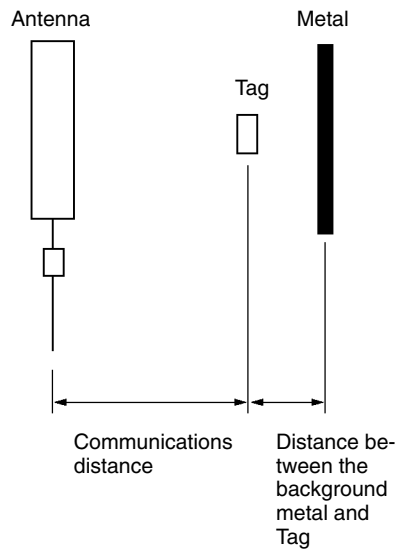 Antenna
Metal
Tag
Communications
distance
Distance be-
tween the
background
metal and
Tag